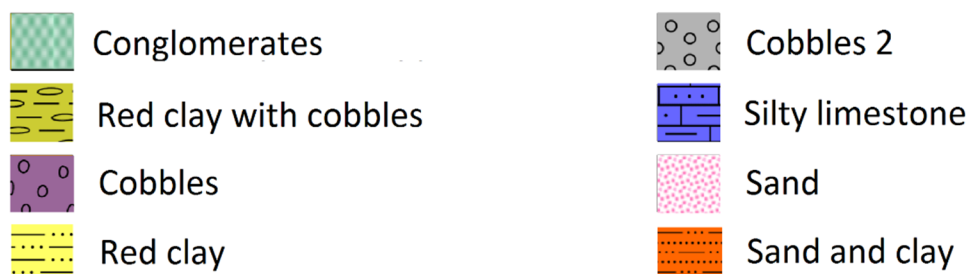 Conglomerates
Red clay with cobbles
Cobbles
Red clay
Cobbles 2
Silty limestone
Sand
Sand and clay